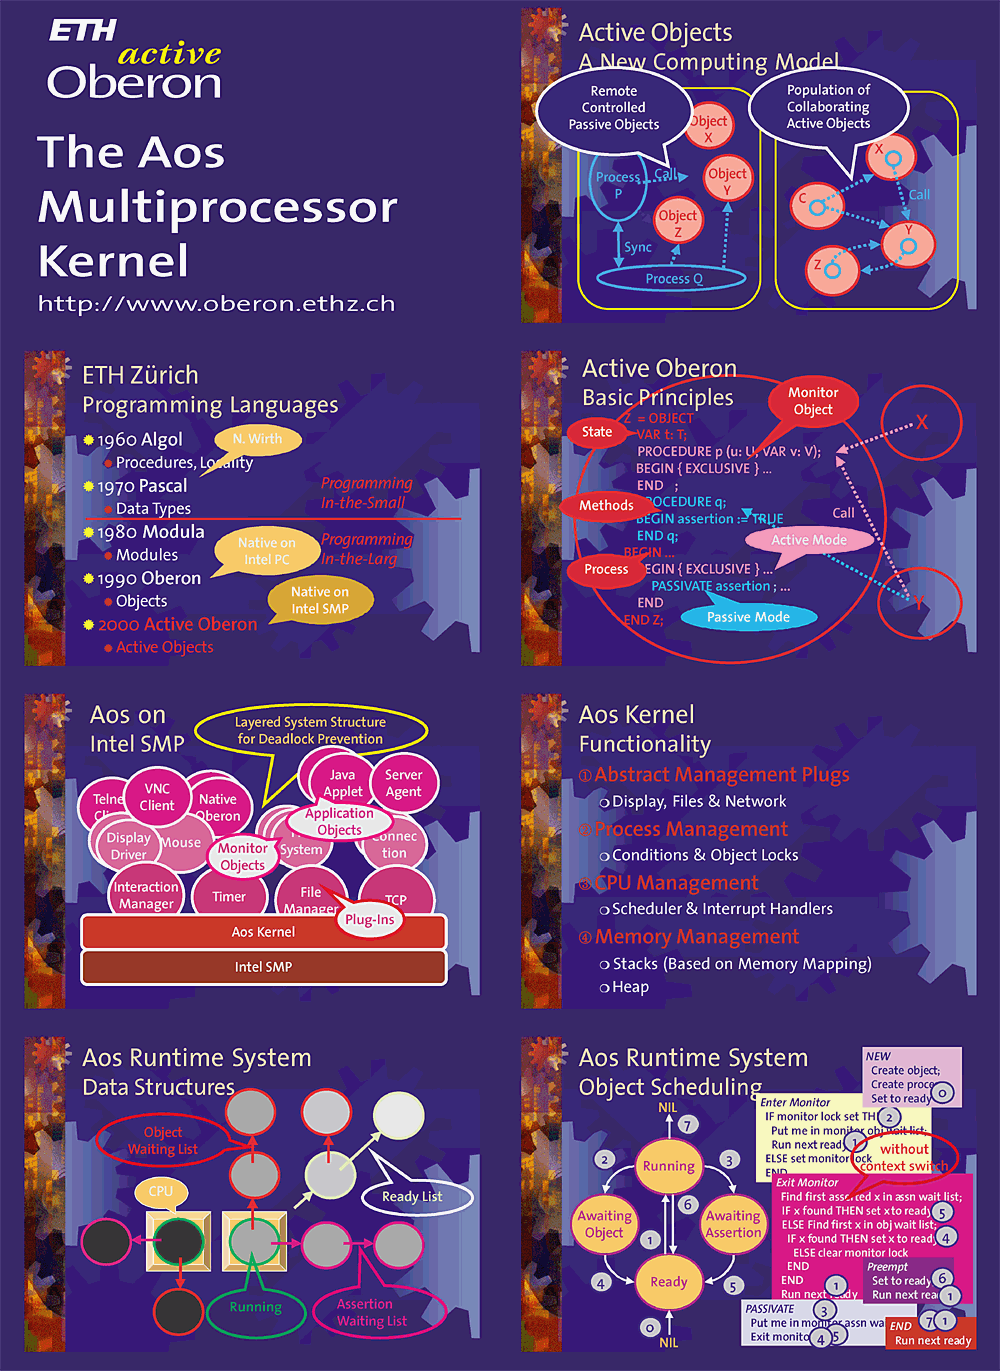 ETH
active
Oberon
The Aos
Multiprocessor
Kernel
http://www.oberon.ethz.ch
Active Objects
A New Computing Model
Remote
Controlled
Passive Objects
Population of
Collaborating
Active Objects
Object
X
Process
P
Call
Object
Y
Object
Z
Sync
Process Q
X
C
Call
Y
Z
ETH Zürich
Programming Languages
1960 Algol
N. Wirth
Procedures, Locality
1970 Pascal
Programming
In-the-Small
Data Types
1980 Modula
Native on
Intel PC
Programming
In-the-Larg
Modules
1990 Oberon
Native on
Intel SMP
Objects
2000 Active Oberon
Active Objects
Active Oberon
Basic Principles
Monitor
Object
State
Z = OBJECT
VAR t: T;
PROCEDURE p (u: U, VAR v: V);
BEGIN { EXCLUSIVE } ...
END ;
Methods
PROCEDURE q;
BEGIN assertion := TRUE
END q;
Call
Active Mode
BEGIN ...
Process
BEGIN { EXCLUSIVE } ...
PASSIVATE assertion ; ...
END
Passive Mode
END Z;
X
Y
Aos on
Intel SMP
Layered System Structure
for Deadlock Prevention
Telne
Cli
VNC
Client
Native
Oberon
Java
Applet
Server
Agent
Application
Objects
Display
Driver
Mouse
Monitor
Objects
System
Connec
tion
Interaction
Manager
Timer
File
Manager
TCP
Plug-Ins
Aos Kernel
Intel SMP
Aos Kernel
Functionality
① Abstract Management Plugs
Display, Files & Network
② Process Management
Conditions & Object Locks
③ CPU Management
Scheduler & Interrupt Handlers
④ Memory Management
Stacks (Based on Memory Mapping)
Heap
Aos Runtime System
Data Structures
Object
Waiting List
CPU
Ready List
Running
Assertion
Waiting List
Aos Runtime System
Object Scheduling
NIL
7
Running
2
3
Awaiting
Object
6
Awaiting
Assertion
1
4
Ready
5
0
NIL
NEW
Create object;
Create proce
Set to ready
0
Enter Monitor
IF monitor lock set TH
2
Put me in monitor obj wait list;
Run next ready
1
ELSE set monitor lock
END
without
context switch
Exit Monitor
Find first asserted x in assn wait list;
IF x found THEN set x to ready
5
ELSE Find first x in obj wait list;
IF x found THEN set x to ready
4
ELSE clear monitor lock
END
END
Run next ready
1
Preempt
Set to ready
6
Run next rea
1
PASSIVATE
3
Put me in monitor assn wa
Exit monito
4
5
END
7
1
Run next ready